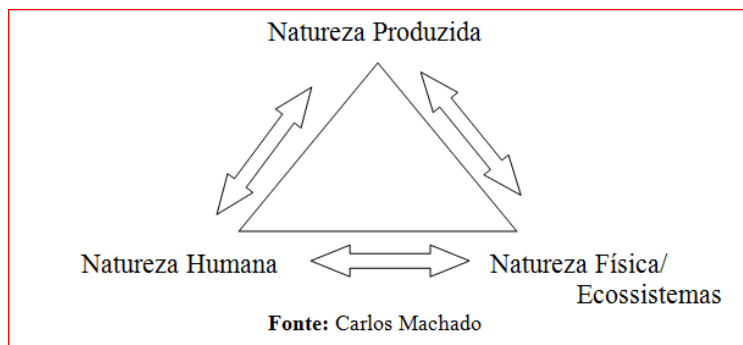 Natureza Produzida
Natureza Humana
Natureza Física/
Ecossistemas
Fonte: Carlos Machado